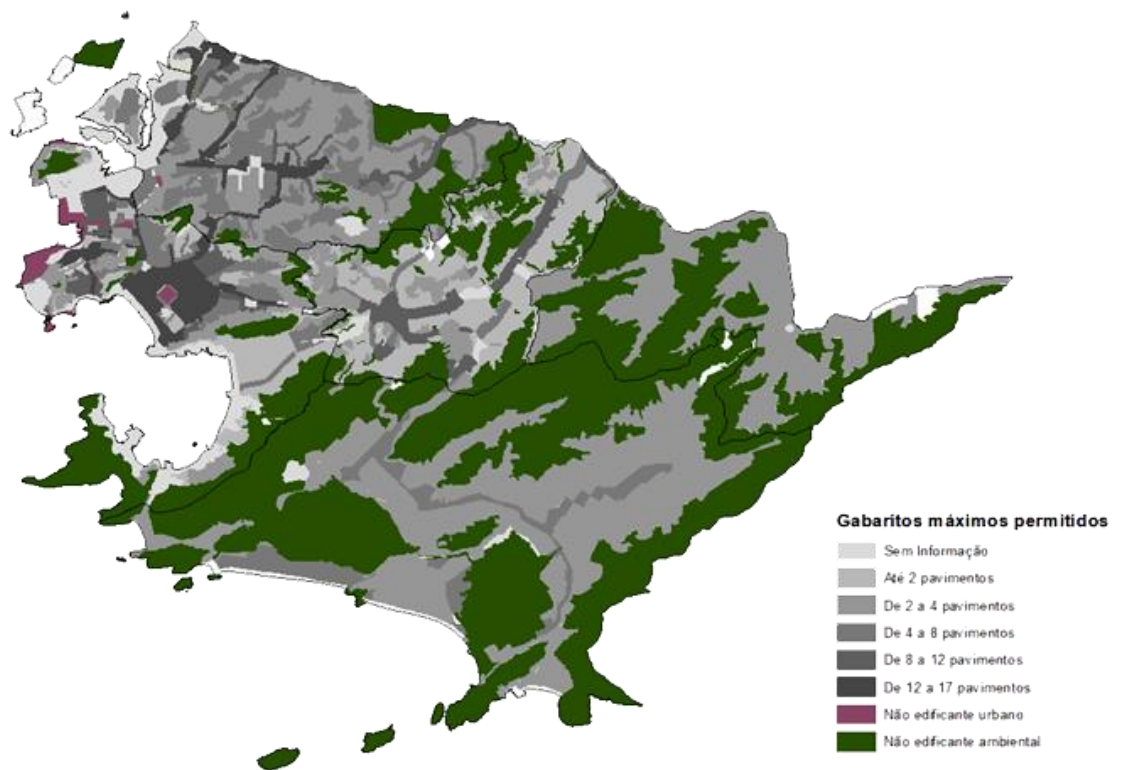 Gabaritos máximos permitidos
Sem Informação
Até 2 pavimentos
De 2 a 4 pavimentos
De 4 a 8 pavimentos
De 8 a 12 pavimentos
De 12 a 17 pavimentos
Não edificante urbano
Não edificante ambiental